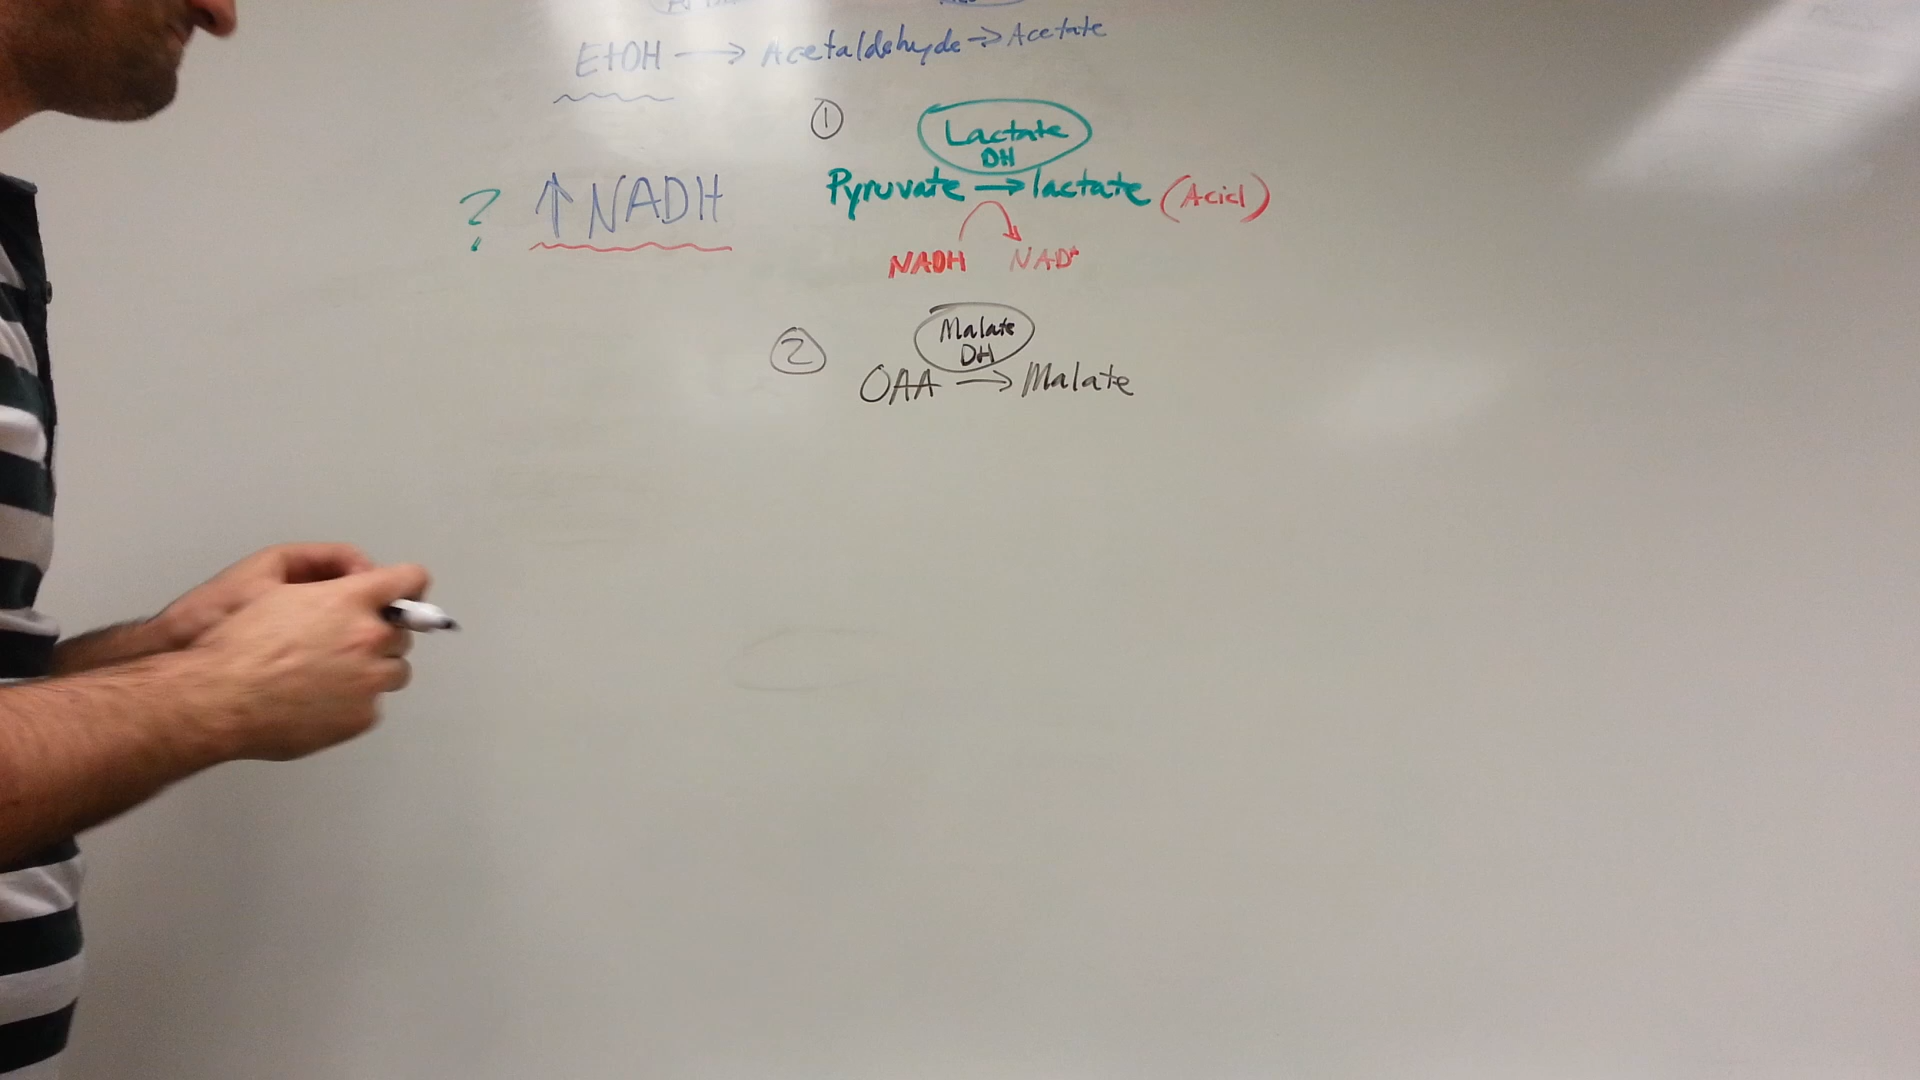 EtOH → Acetaldehyde → Acetate
①
Lactate
DH
? ↑NADH
Pyruvate → lactate (Acid)
NADH NAD+
②
Malate
DH
OAA → Malate